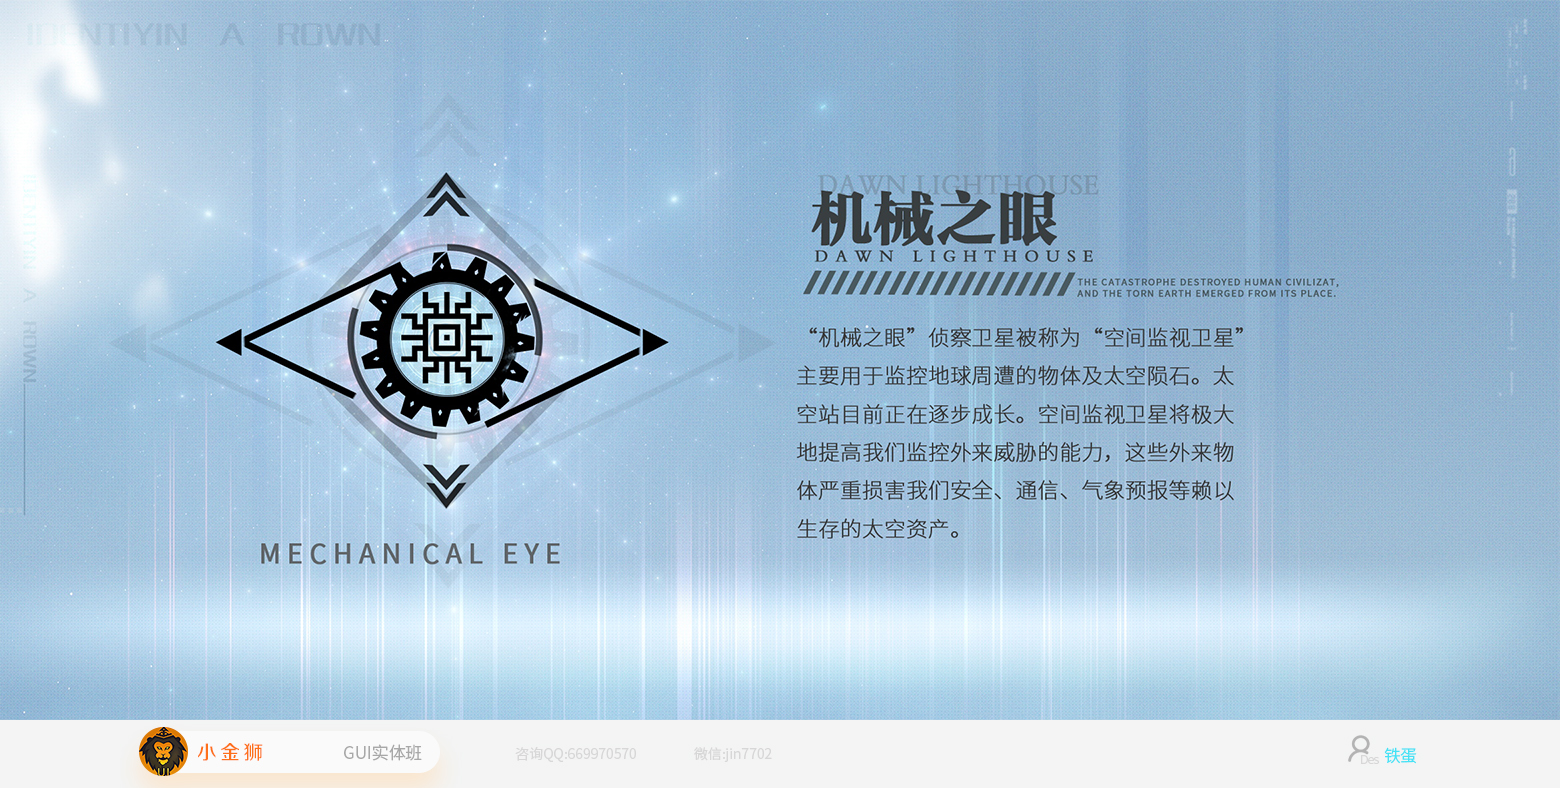 IDENTIYIN A ROWN
IDENTIYIN A ROWN
DAWN LIGHTHOUSE
机械之眼
DAWN LIGHTHOUSE
THE CATASTROPHE DESTROYED HUMAN CIVILIZAT,
AND THE TORN EARTH EMERGED FROM ITS PLACE.
“机械之眼”侦察卫星被称为“空间监视卫星”
主要用于监控地球周遭的物体及太空陨石。太
空站目前正在逐步成长。空间监视卫星将极大
地提高我们监控外来威胁的能力，这些外来物
体严重损害我们安全、通信、气象预报等赖以
生存的太空资产。
MECHANICAL EYE
UI
小金狮
GUI实体班
咨询QQ:669970570
微信:jin7702
Des
铁蛋